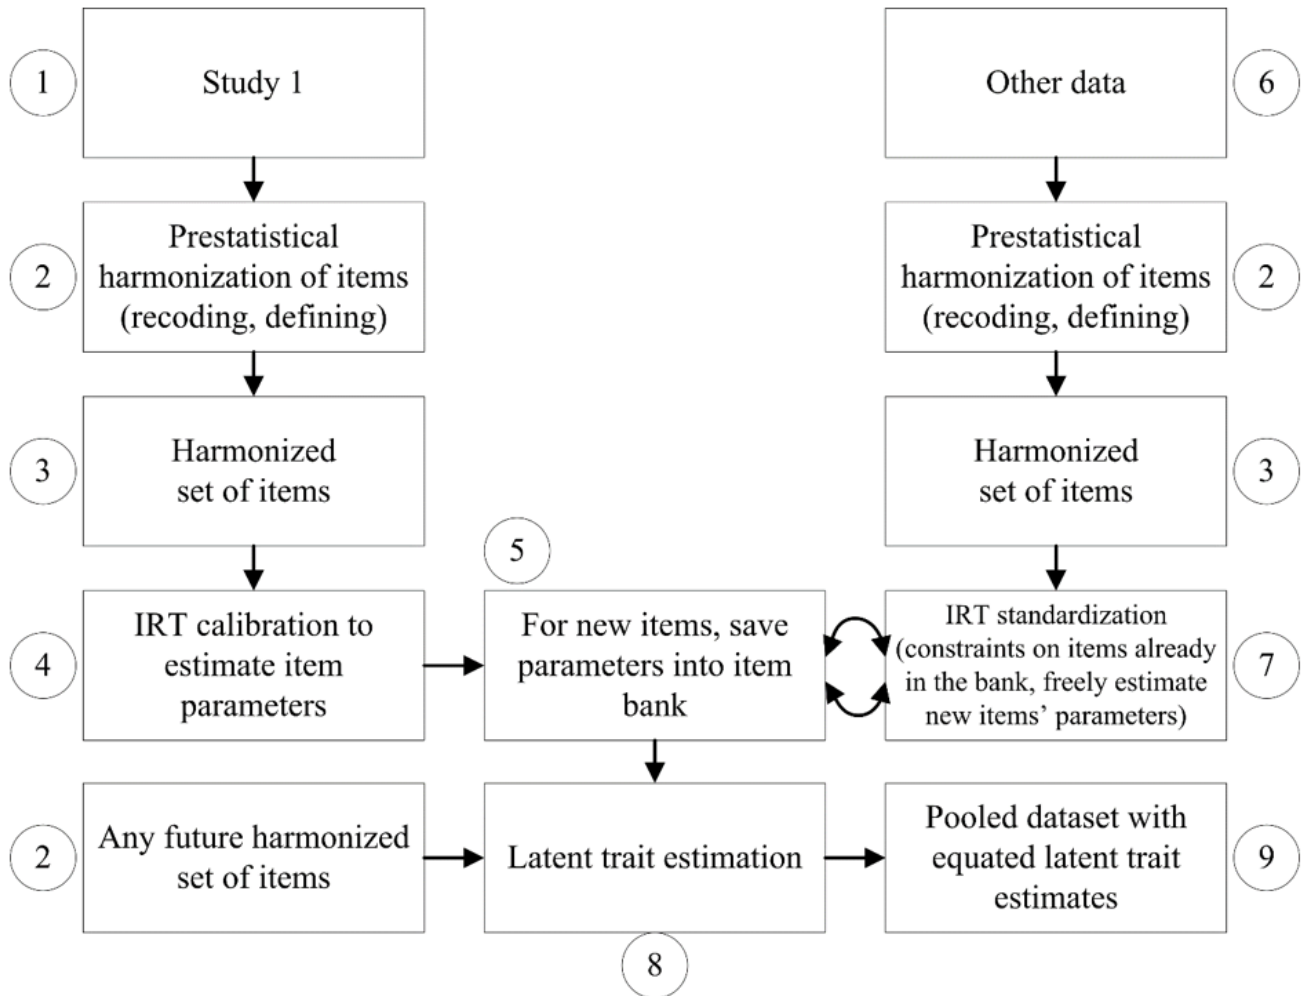 1
Study 1
Other data
6
2
Prestatistical
harmonization of items
(recoding, defining)
Prestatistical
harmonization of items
(recoding, defining)
2
3
Harmonized
set of items
Harmonized
set of items
3
5
4
IRT calibration to
estimate item
parameters
For new items, save
parameters into item
bank
IRT standardization
(constraints on items already
in the bank, freely estimate
new items’ parameters)
7
2
Any future harmonized
set of items
Latent trait estimation
Pooled dataset with
equated latent trait
estimates
9
8